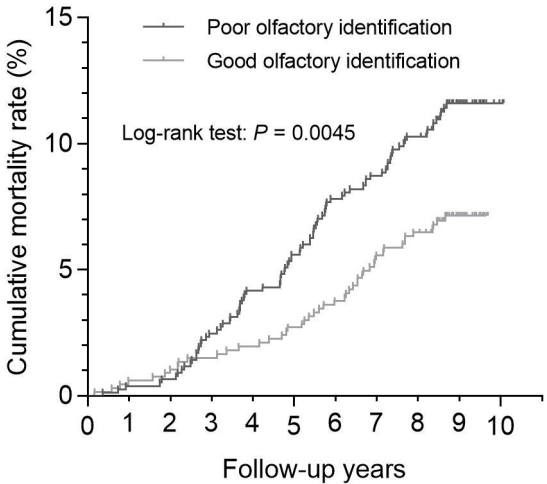 15
Poor olfactory identification
Good olfactory identification
Log-rank test: P = 0.0045
10
5
0
Cumulative mortality rate (%)
0 1 2 3 4 5 6 7 8 9 10
Follow-up years